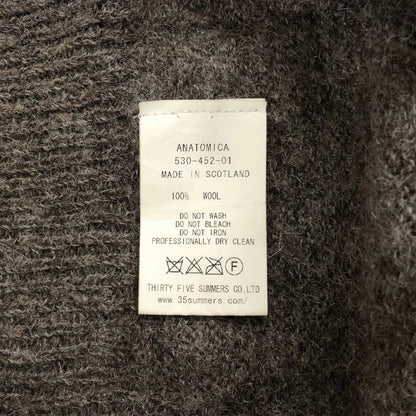 ANATOMICA
530-452-01
MADE IN SCOTLAND
100% WOOL
DO NOT WASH
DO NOT BLEACH
DO NOT IRON
PROFESSIONALLY DRY CLEAN
F
THIRTY FIVE SUMMERS CO.,LTD
www.35summers.com/